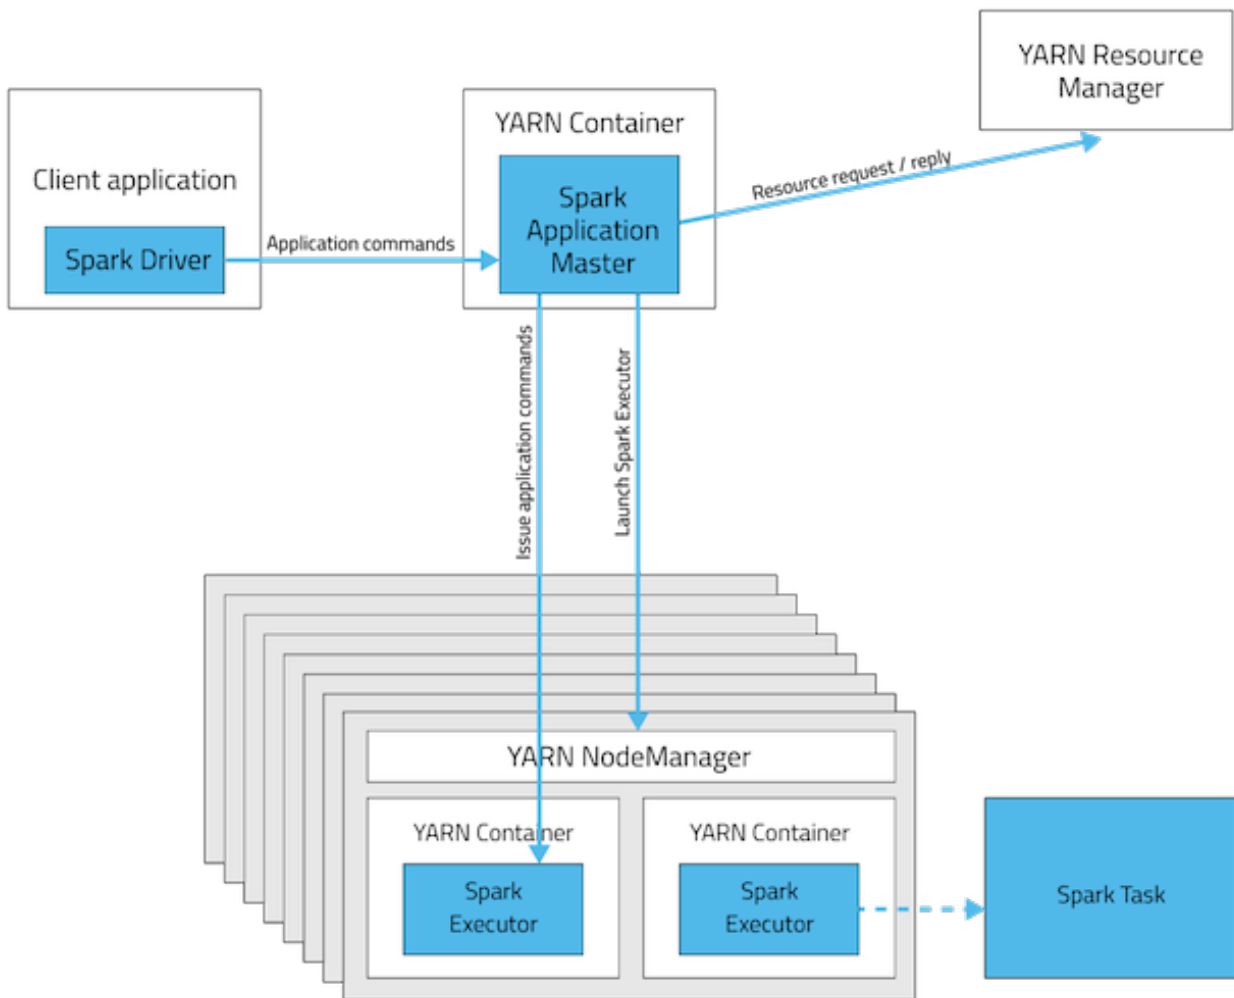 YARN Resource
Manager
YARN Container
Client application
Spark
Application
Master
Spark Driver
Application commands
Resource request / reply
Issue application commands
Launch Spark Executor
YARN NodeManager
YARN Container
YARN Container
Spark
Executor
Spark
Executor
Spark Task